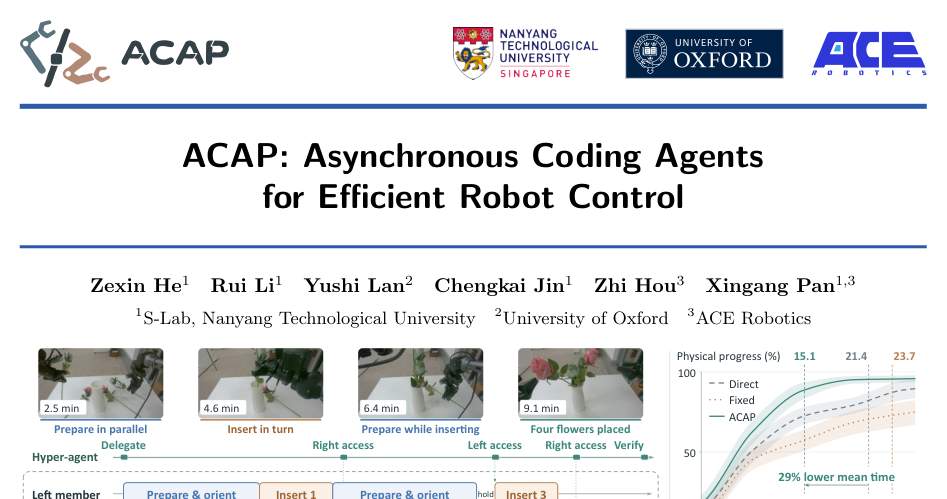 ACAP
NANYANG
TECHNOLOGICAL
UNIVERSITY
SINGAPORE
UNIVERSITY OF
OXFORD
ACE
ROBOTICS
ACAP: Asynchronous Coding Agents
for Efficient Robot Control
Zexin He1 Rui Li1 Yushi Lan2 Chengkai Jin1 Zhi Hou3 Xingang Pan1,3
1S-Lab, Nanyang Technological University 2University of Oxford 3ACE Robotics
2.5 min 4.6 min 6.4 min 9.1 min
Prepare in parallel Insert in turn Prepare while inserting Four flowers placed
Delegate Right access Left access Right access Verify
Hyper-agent
Left member Prepare & orient Insert 1 Prepare & orient hold Insert 3
Physical progress (%) 15.1 21.4 23.7
100
Direct
Fixed
ACAP
50
29% lower mean time